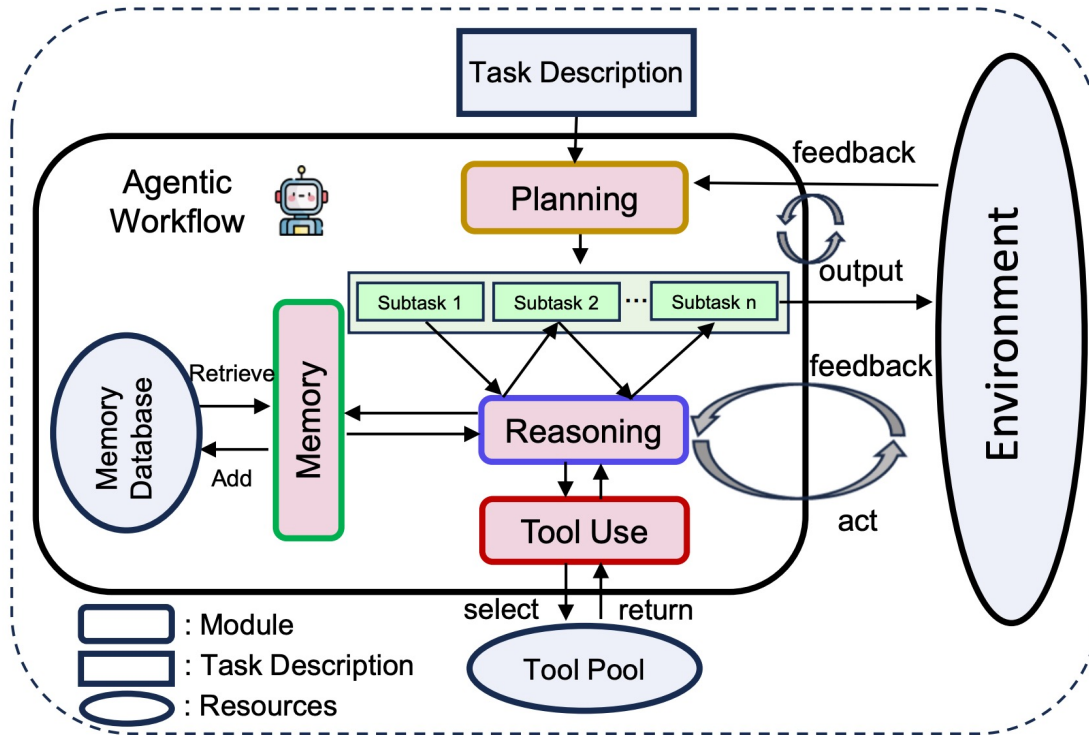 Task Description
Agentic
Workflow
Planning
feedback
output
Subtask 1
Subtask 2
...
Subtask n
Environment
Memory
Database
Retrieve
Add
Memory
Reasoning
feedback
act
Tool Use
select
return
Tool Pool
: Module
: Task Description
: Resources